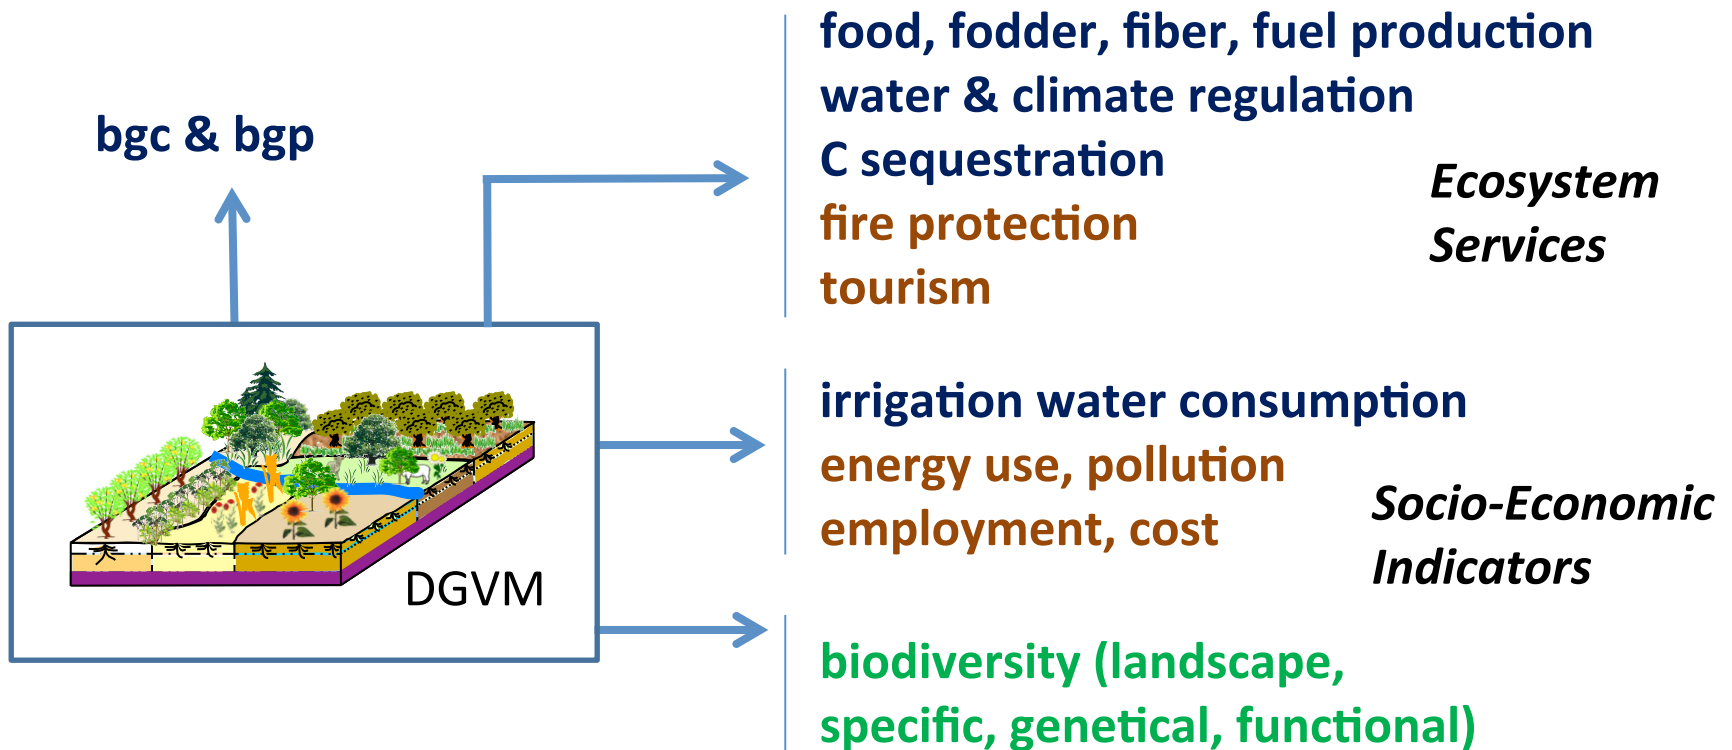 bgc & bgp
food, fodder, fiber, fuel production
water & climate regulation
C sequestration
fire protection
tourism
Ecosystem
Services
irrigation water consumption
energy use, pollution
employment, cost
Socio-Economic
Indicators
DGVM
biodiversity (landscape,
specific, genetical, functional)